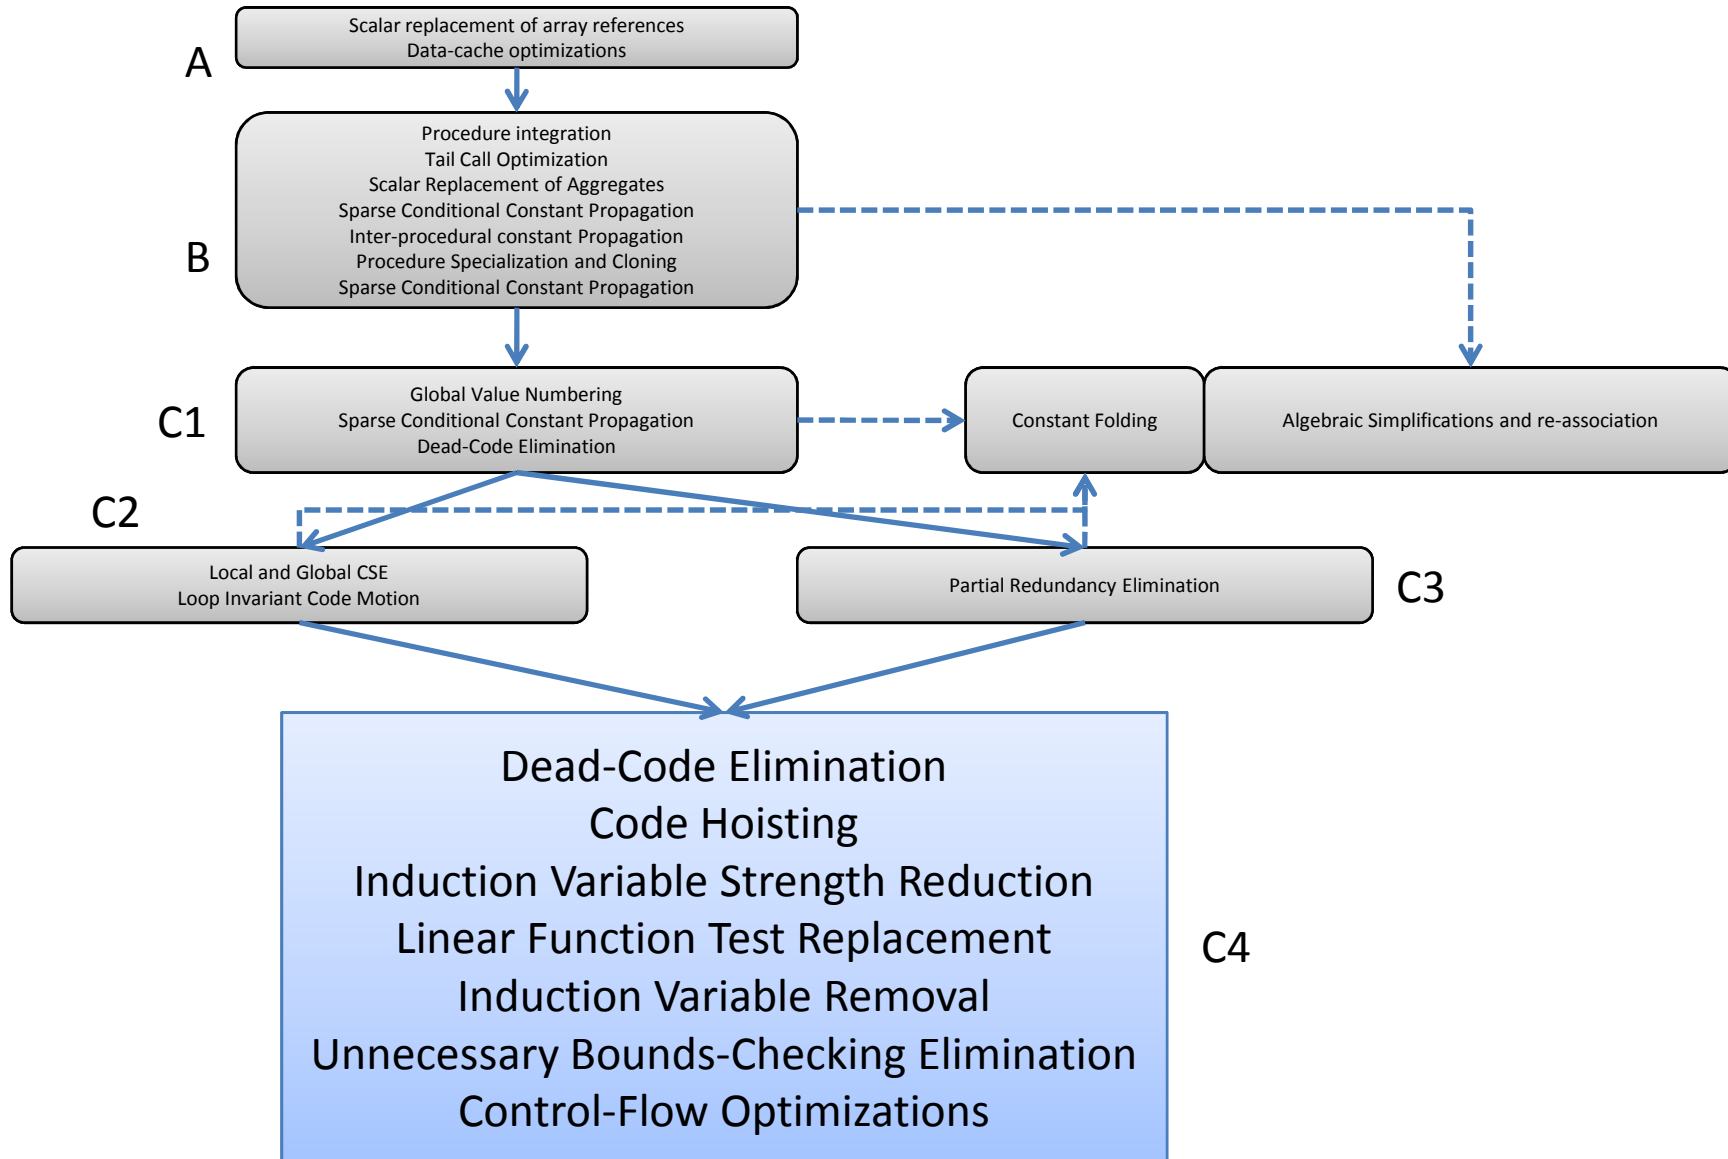 Scalar replacement of array references
Data-cache optimizations
A
Procedure integration
Tail Call Optimization
Scalar Replacement of Aggregates
Sparse Conditional Constant Propagation
Inter-procedural constant Propagation
Procedure Specialization and Cloning
Sparse Conditional Constant Propagation
B
Global Value Numbering
Sparse Conditional Constant Propagation
Dead-Code Elimination
C1
Constant Folding
Algebraic Simplifications and re-association
C2
Local and Global CSE
Loop Invariant Code Motion
Partial Redundancy Elimination
C3
Dead-Code Elimination
Code Hoisting
Induction Variable Strength Reduction
Linear Function Test Replacement
Induction Variable Removal
Unnecessary Bounds-Checking Elimination
Control-Flow Optimizations
C4